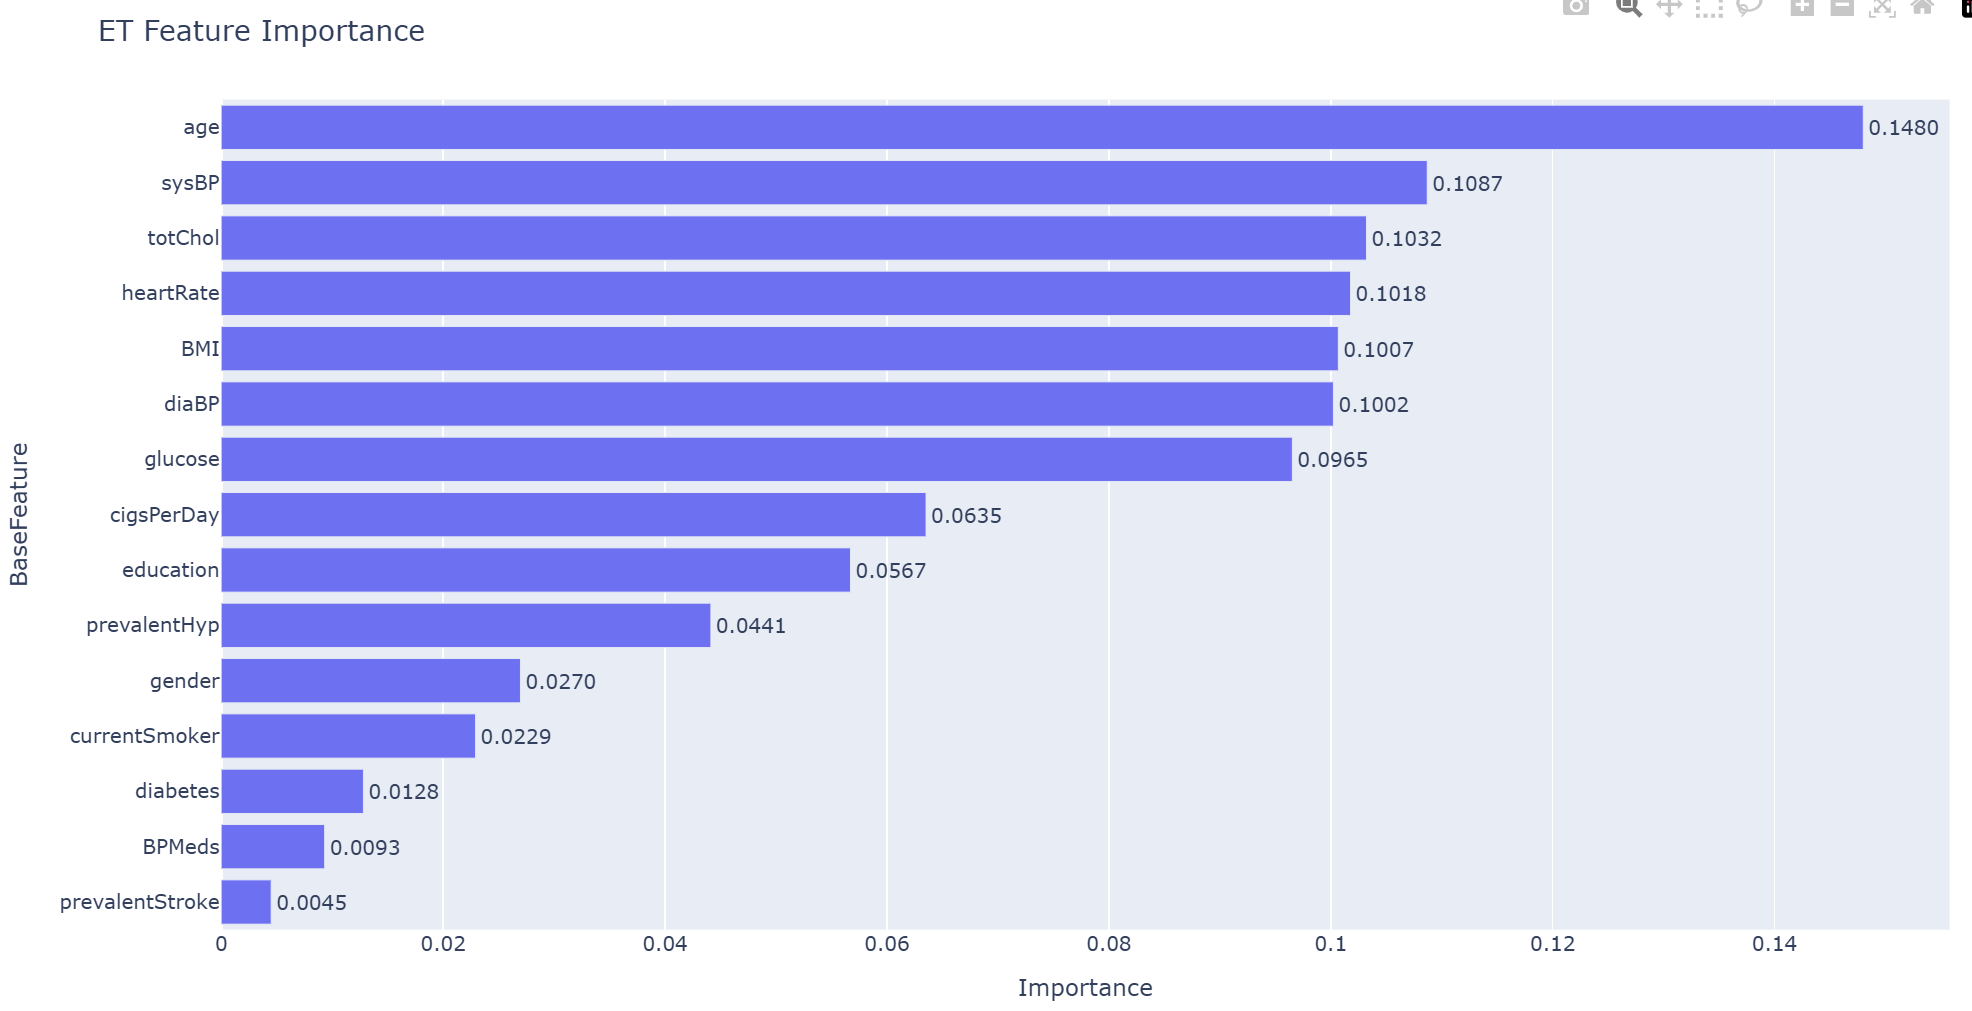 ET Feature Importance
age 0.1480
sysBP 0.1087
totChol 0.1032
heartRate 0.1018
BMI 0.1007
diaBP 0.1002
glucose 0.0965
cigsPerDay 0.0635
education 0.0567
prevalentHyp 0.0441
gender 0.0270
currentSmoker 0.0229
diabetes 0.0128
BPMeds 0.0093
prevalentStroke 0.0045
BaseFeature
0 0.02 0.04 0.06 0.08 0.1 0.12 0.14
Importance